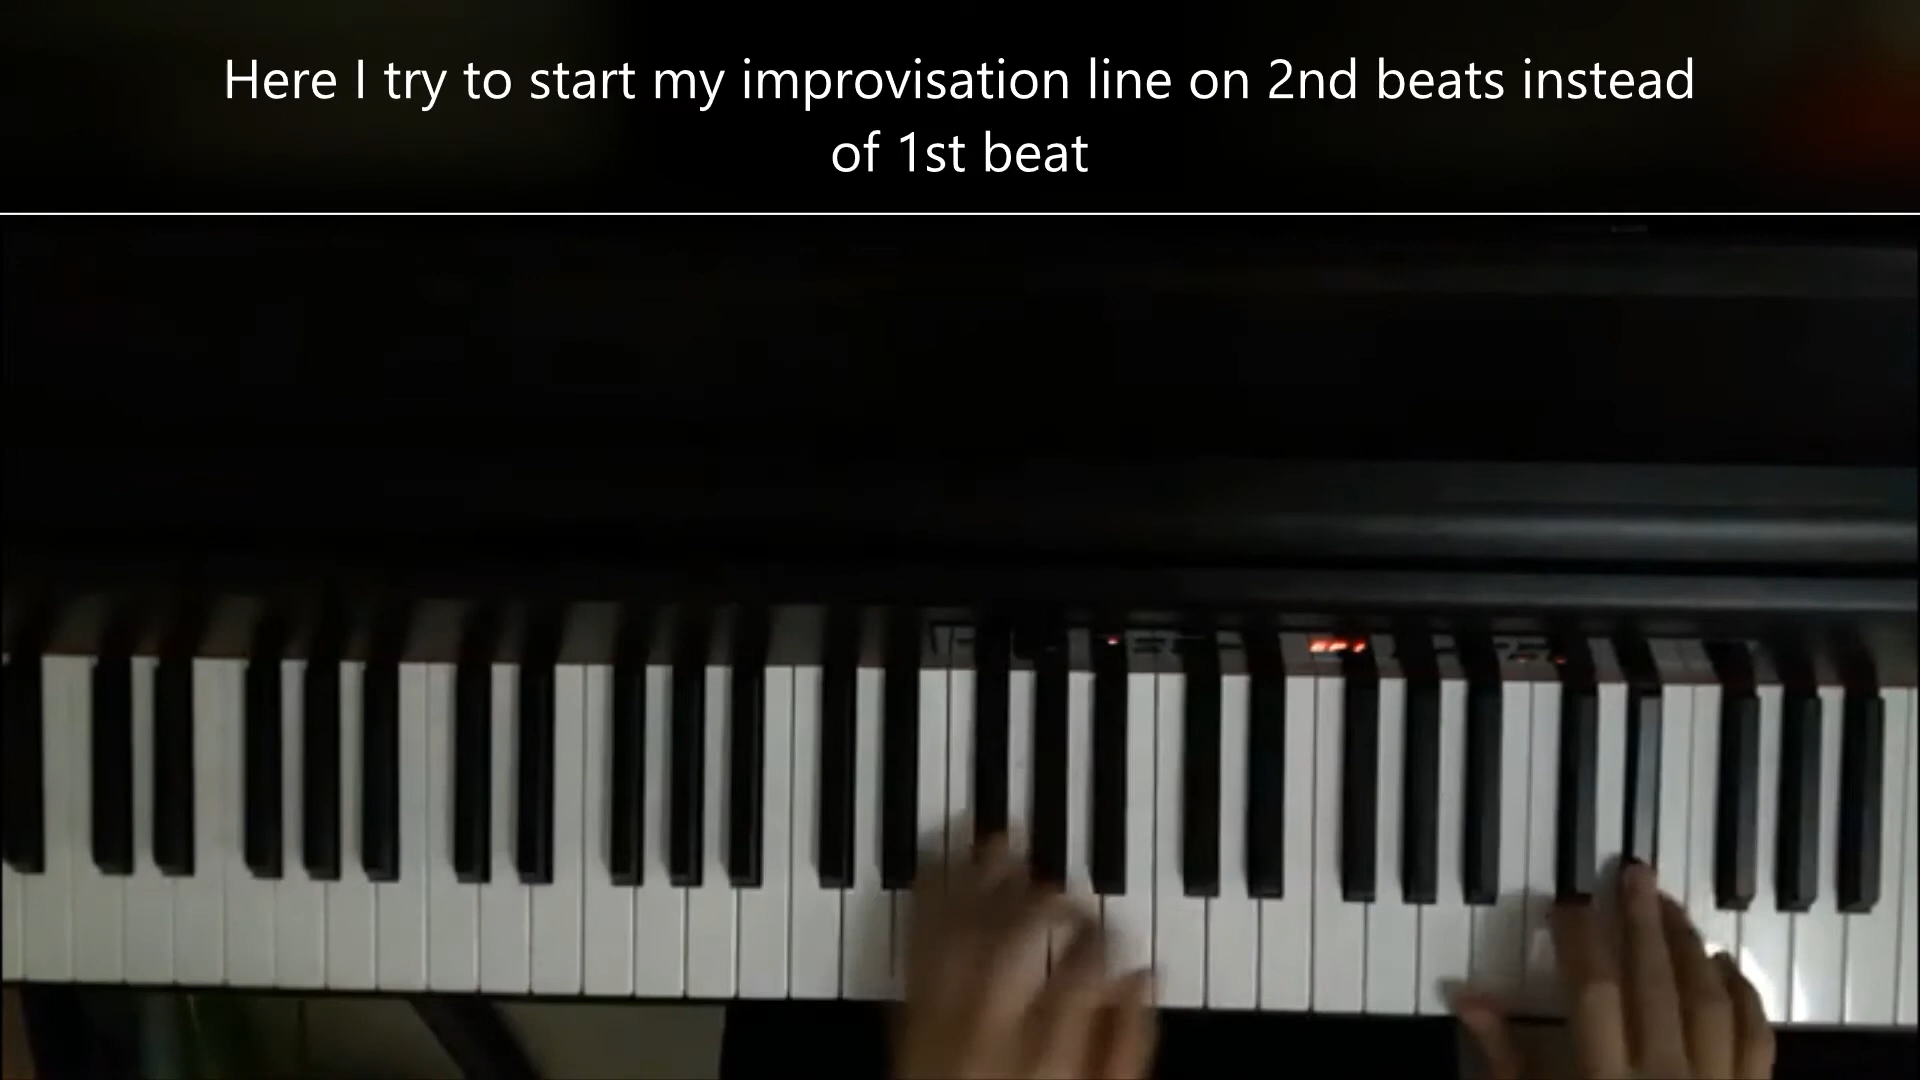 Here I try to start my improvisation line on 2nd beats instead
of 1st beat